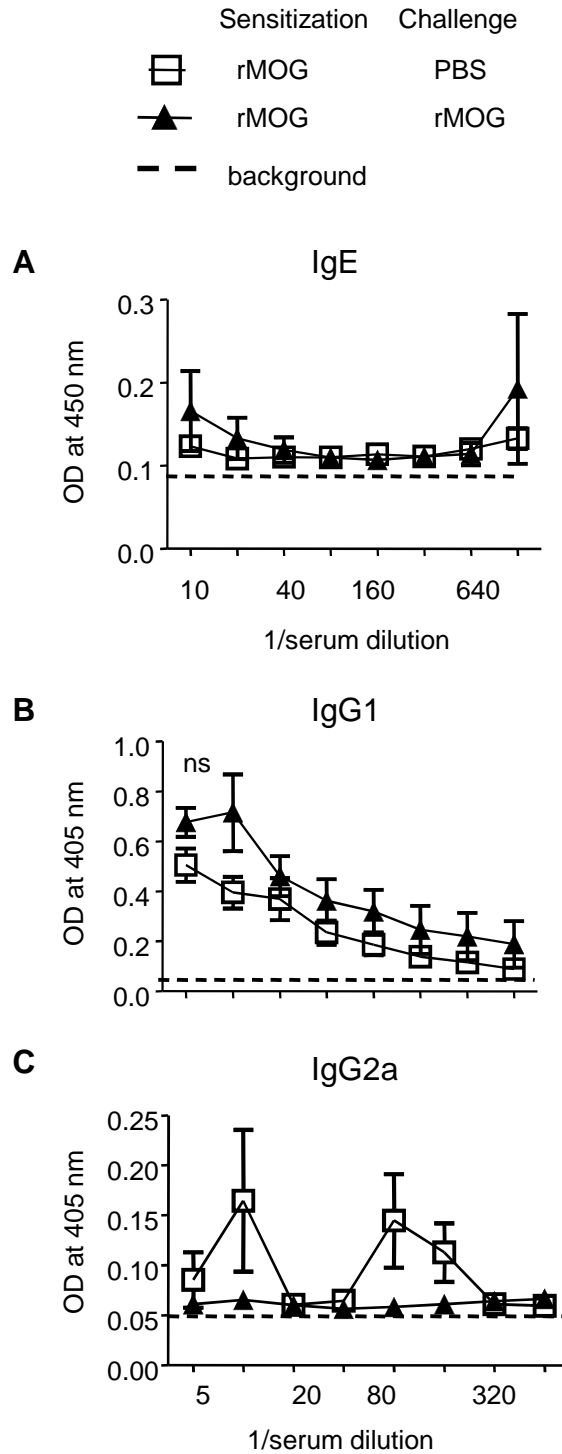 Sensitization Challenge
rMOG PBS
rMOG rMOG
background
A
IgE
0.3
0.2
0.1
0.0
OD at 450 nm
10 40 160 640
1/serum dilution
B
IgG1
1.0
ns
0.8
0.6
0.4
0.2
0.0
OD at 405 nm
C
IgG2a
0.25
0.20
0.15
0.10
0.05
0.00
OD at 405 nm
5 20 80 320
1/serum dilution